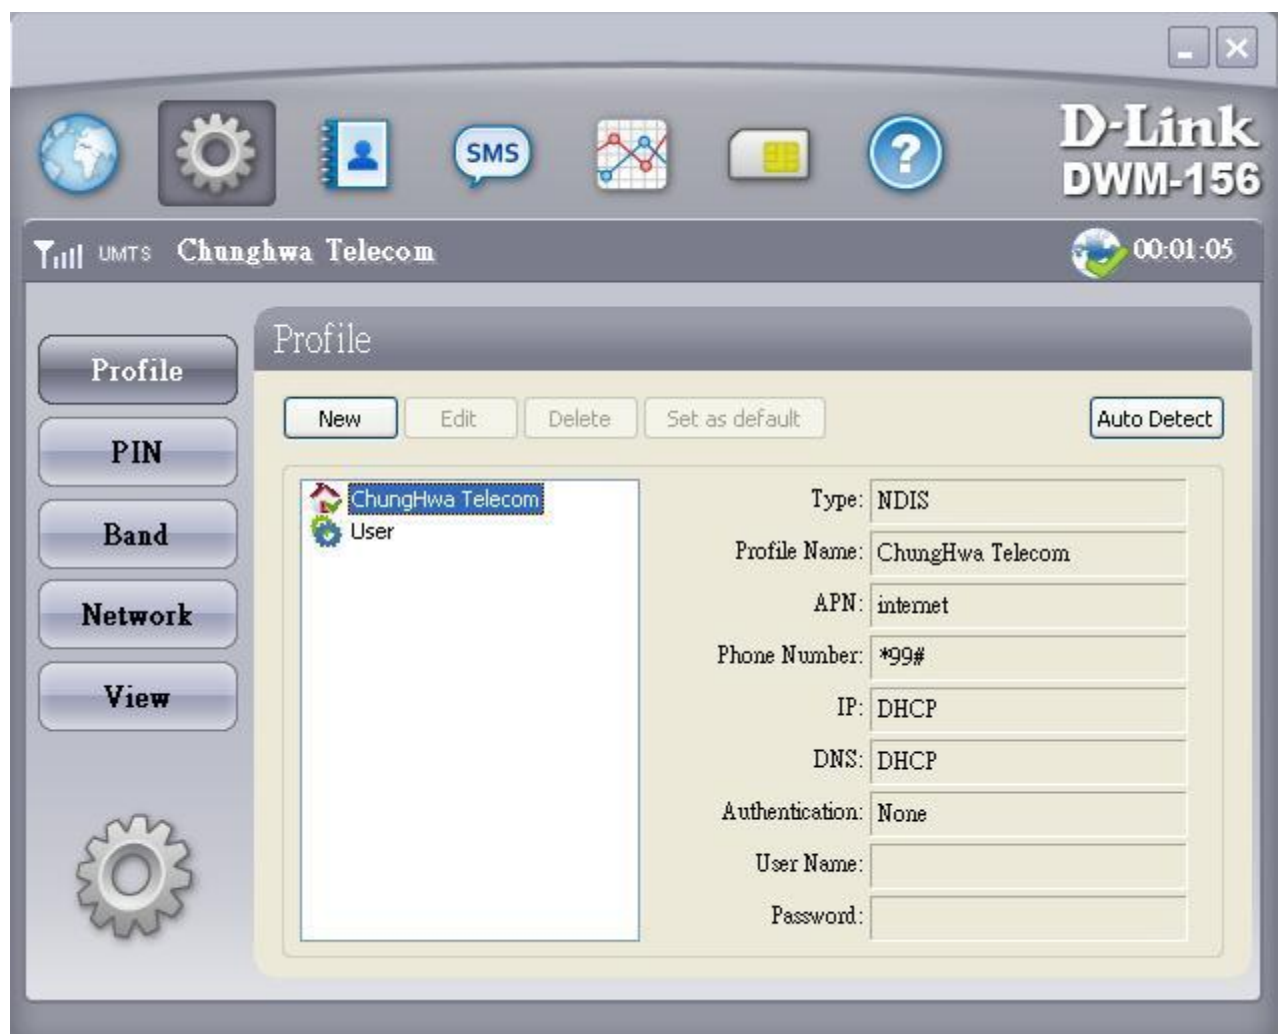 D-Link
DWM-156
SMS
?
UMTS Chunghwa Telecom 00:01:05
Profile
PIN
Band
Network
View
Profile
New Edit Delete Set as default Auto Detect
ChungHwa Telecom
User
Type: NDIS
Profile Name: ChungHwa Telecom
APN: internet
Phone Number: *99#
IP: DHCP
DNS: DHCP
Authentication: None
User Name:
Password: